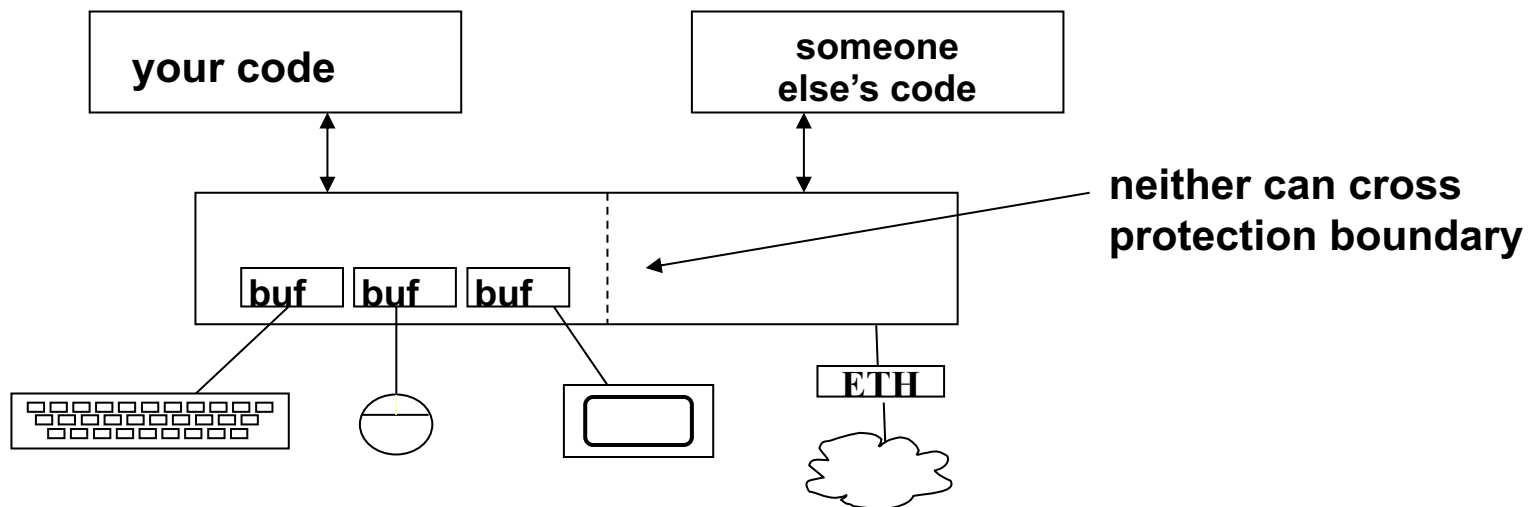 your code
someone
else’s code
neither can cross
protection boundary
buf
buf
buf
ETH